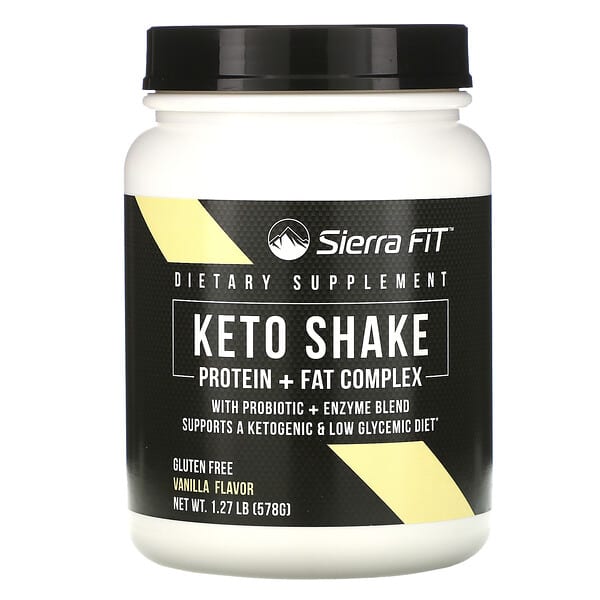 Sierra FiT™
DIETARY SUPPLEMENT
KETO SHAKE
PROTEIN + FAT COMPLEX
WITH PROBIOTIC + ENZYME BLEND
SUPPORTS A KETOGENIC & LOW GLYCEMIC DIET*
GLUTEN FREE
VANILLA FLAVOR
NET WT. 1.27 LB (578G)